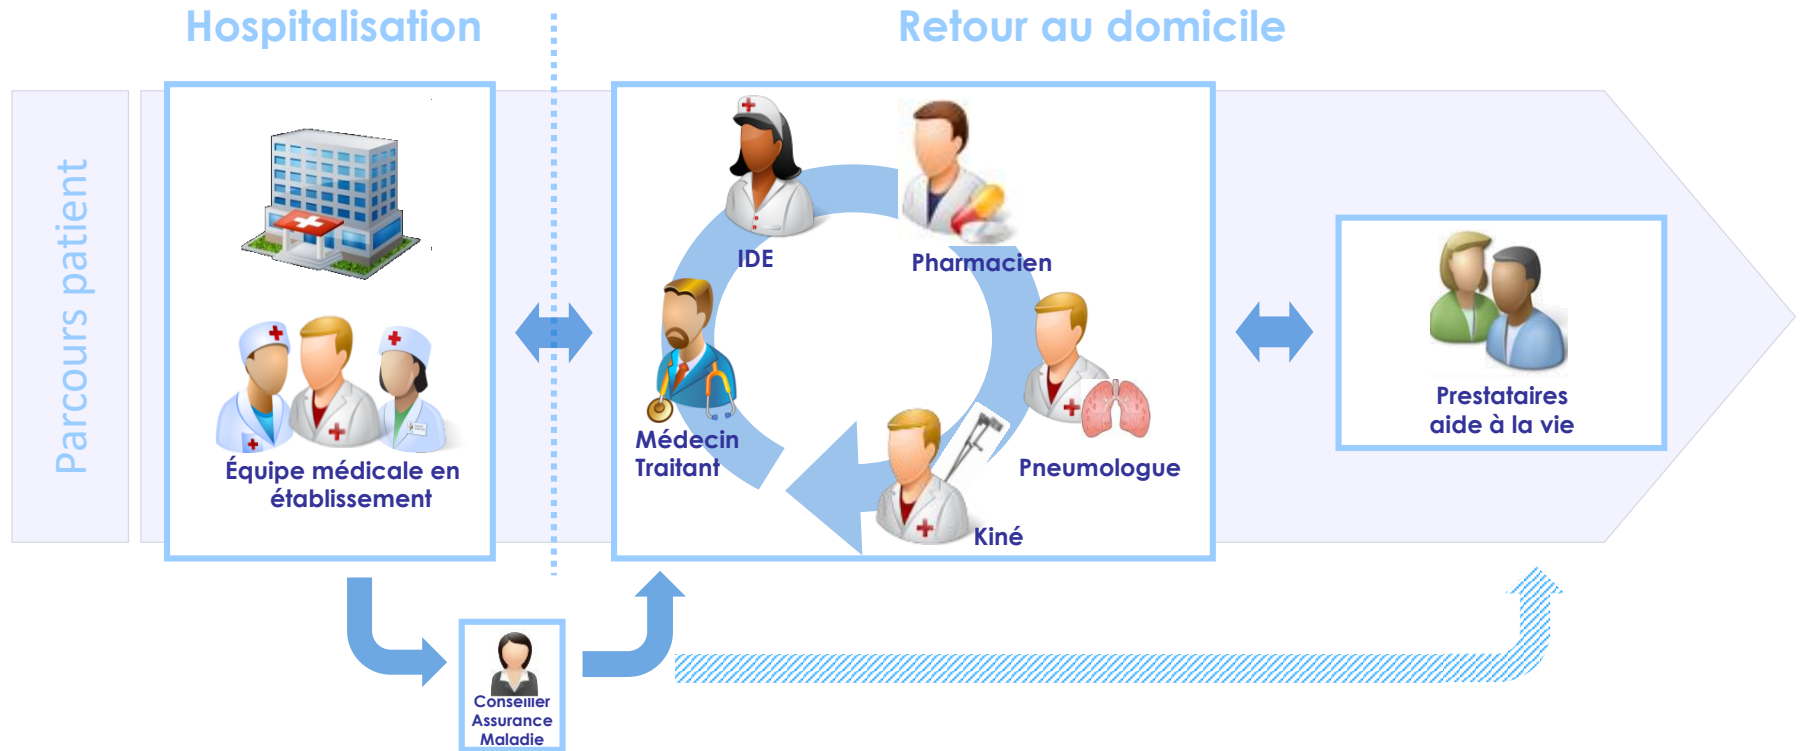 Hospitalisation
Retour au domicile
Parcours patient
IDE
Pharmacien
Médecin
Traitant
Pneumologue
Kiné
Équipe médicale en
établissement
Prestataires
aide à la vie
Conseiller
Assurance
Maladie